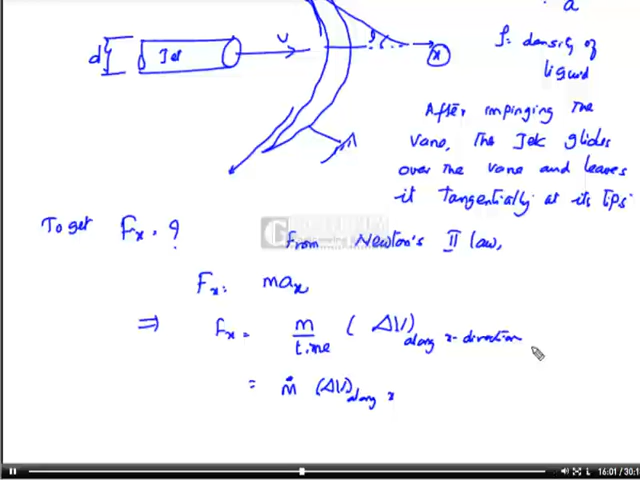 a
d Jet V θ x
ρ = density of
liquid
After impinging the
vane, the Jet glides
over the vane and leaves
it Tangentially at its tips
To get Fx = ?
from Newton's II law,
Fx = max
⇒ Fx = m/time (ΔV) along x-direction
= ṁ (ΔV) along x
16:01 / 30:1